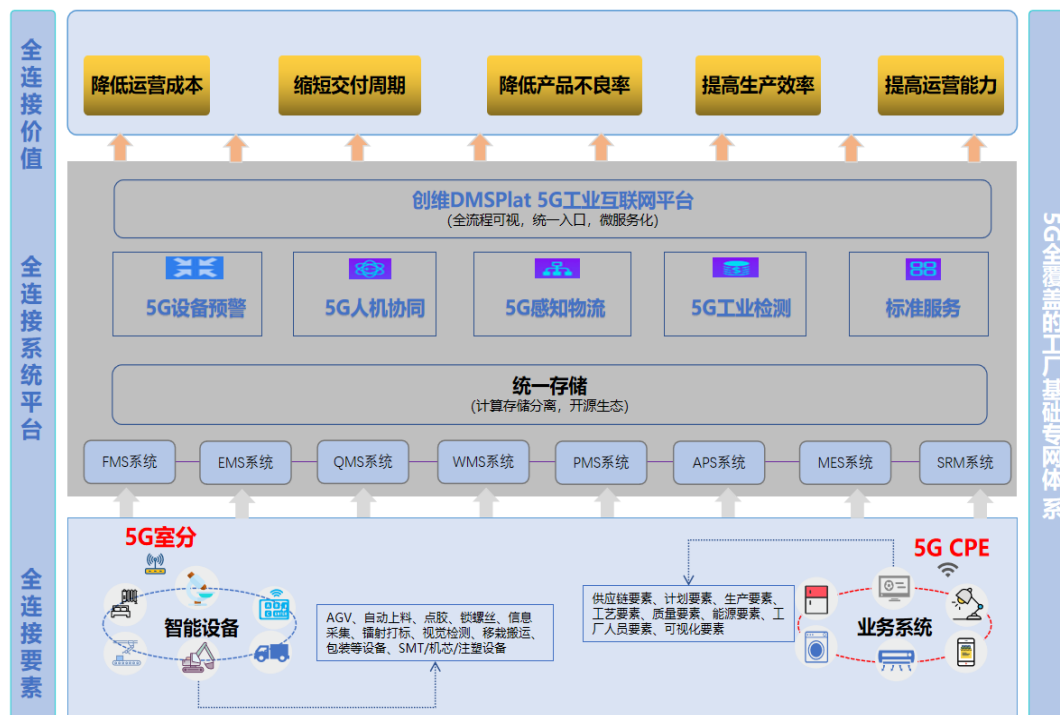 全连接价值
降低运营成本
缩短交付周期
降低产品不良率
提高生产效率
提高运营能力
全连接系统平台
创维DMSPlat 5G工业互联网平台
(全流程可视，统一入口，微服务化)
5G设备预警
5G人机协同
5G感知物流
5G工业检测
标准服务
统一存储
(计算存储分离，开源生态)
FMS系统
EMS系统
QMS系统
WMS系统
PMS系统
APS系统
MES系统
SRM系统
全连接要素
5G室分
智能设备
AGV、自动上料、点胶、锁螺丝、信息
采集、镭射打标、视觉检测、移栽搬运、
包装等设备、SMT/机芯/注塑设备
供应链要素、计划要素、生产要素、
工艺要素、质量要素、能源要素、工
厂人员要素、可视化要素
5G CPE
业务系统
5G全覆盖的工厂基础专网体系